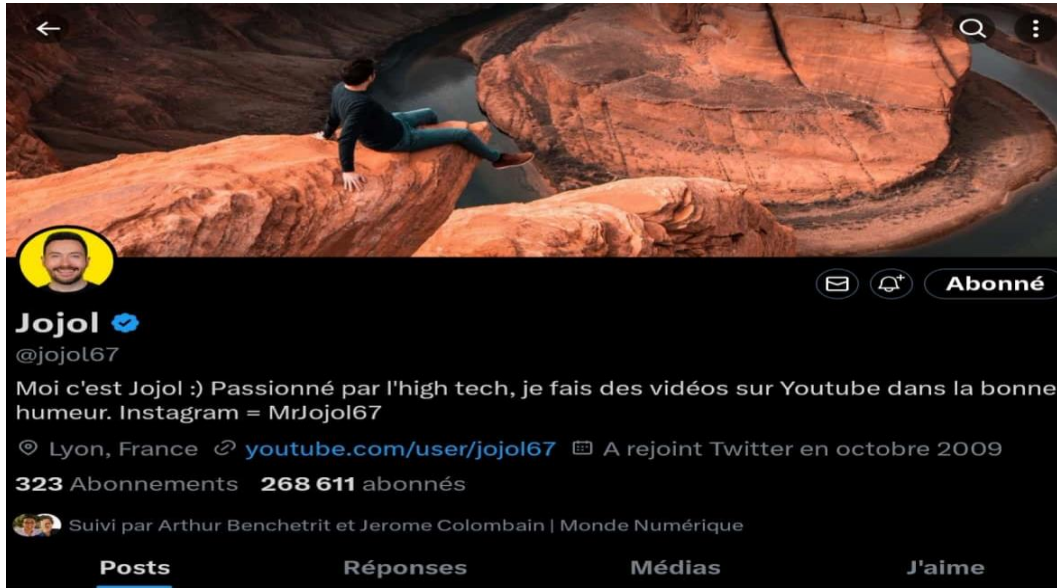 Abonné
Jojol
@jojol67
Moi c'est Jojol :) Passionné par l'high tech, je fais des vidéos sur Youtube dans la bonne
humeur. Instagram = MrJojol67
Lyon, France youtube.com/user/jojol67 A rejoint Twitter en octobre 2009
323 Abonnements 268 611 abonnés
Suivi par Arthur Benchetrit et Jerome Colombain | Monde Numérique
Posts Réponses Médias J'aime